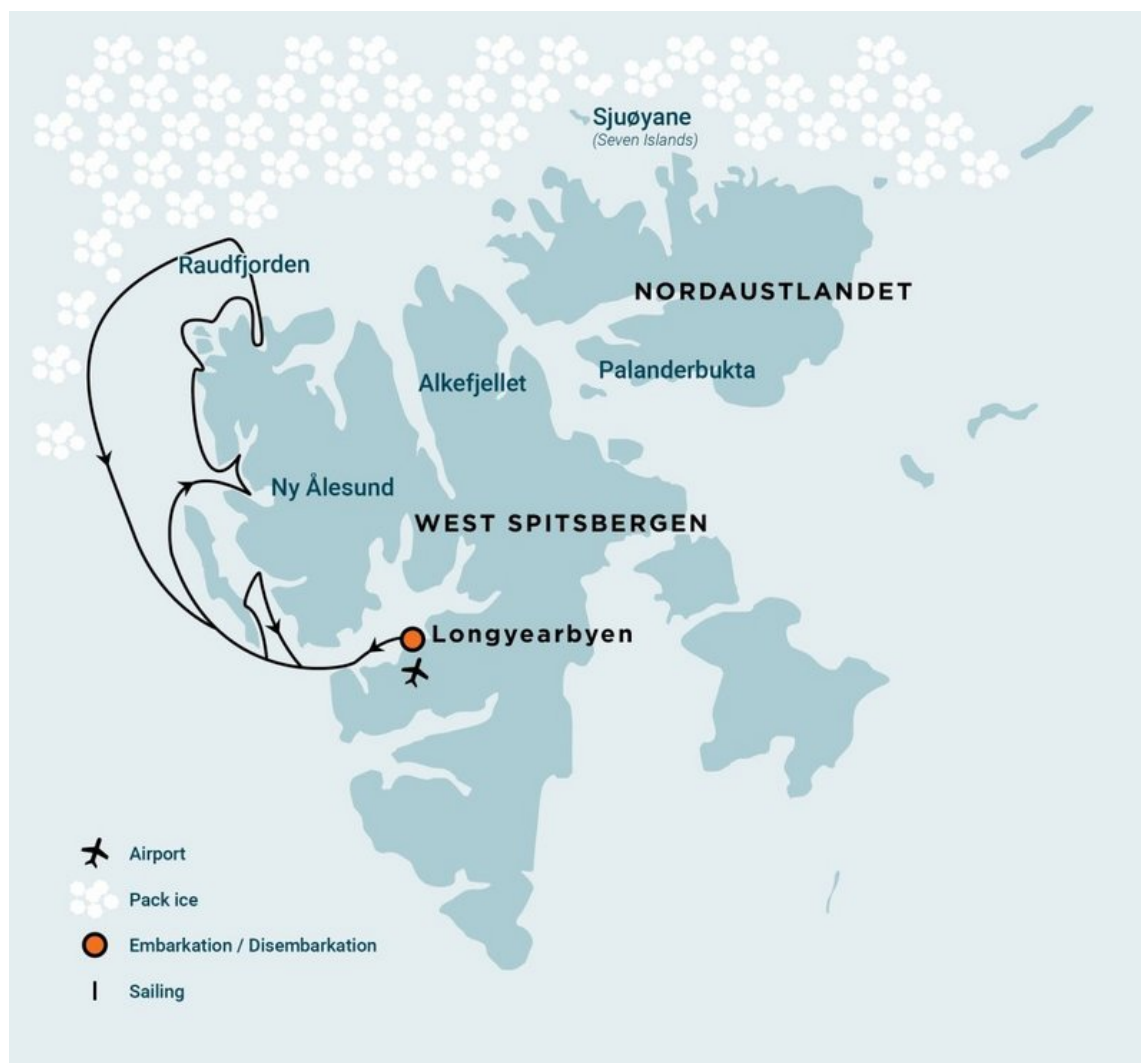 Sjuøyane
(Seven Islands)
Raudfjorden
NORDAUSTLANDET
Palanderbukta
Alkefjellet
Ny Ålesund
WEST SPITSBERGEN
Longyearbyen
Airport
Pack ice
Embarkation / Disembarkation
Sailing